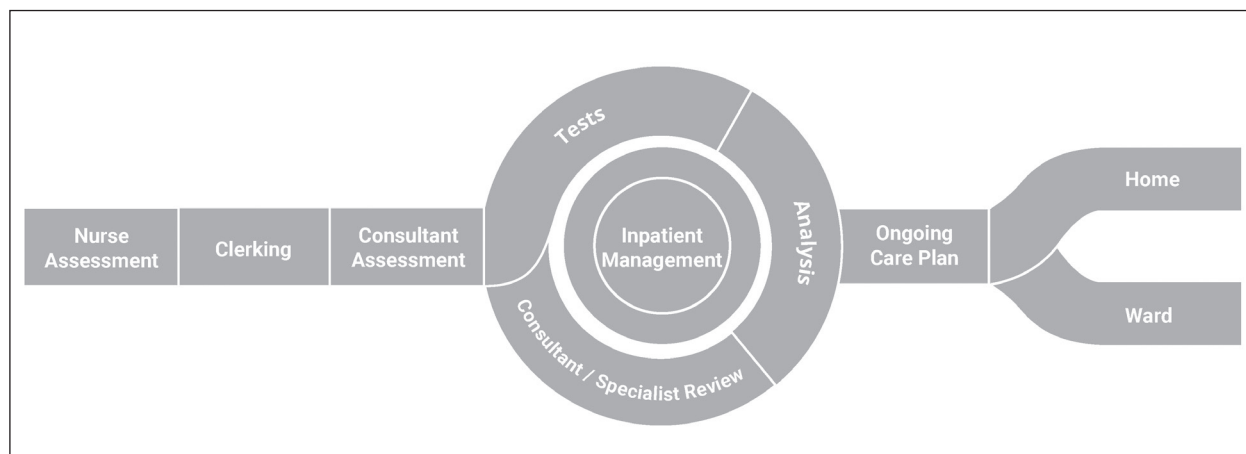 Nurse
Assessment
Clerking
Consultant
Assessment
Tests
Inpatient
Management
Analysis
Consultant / Specialist Review
Ongoing
Care Plan
Home
Ward